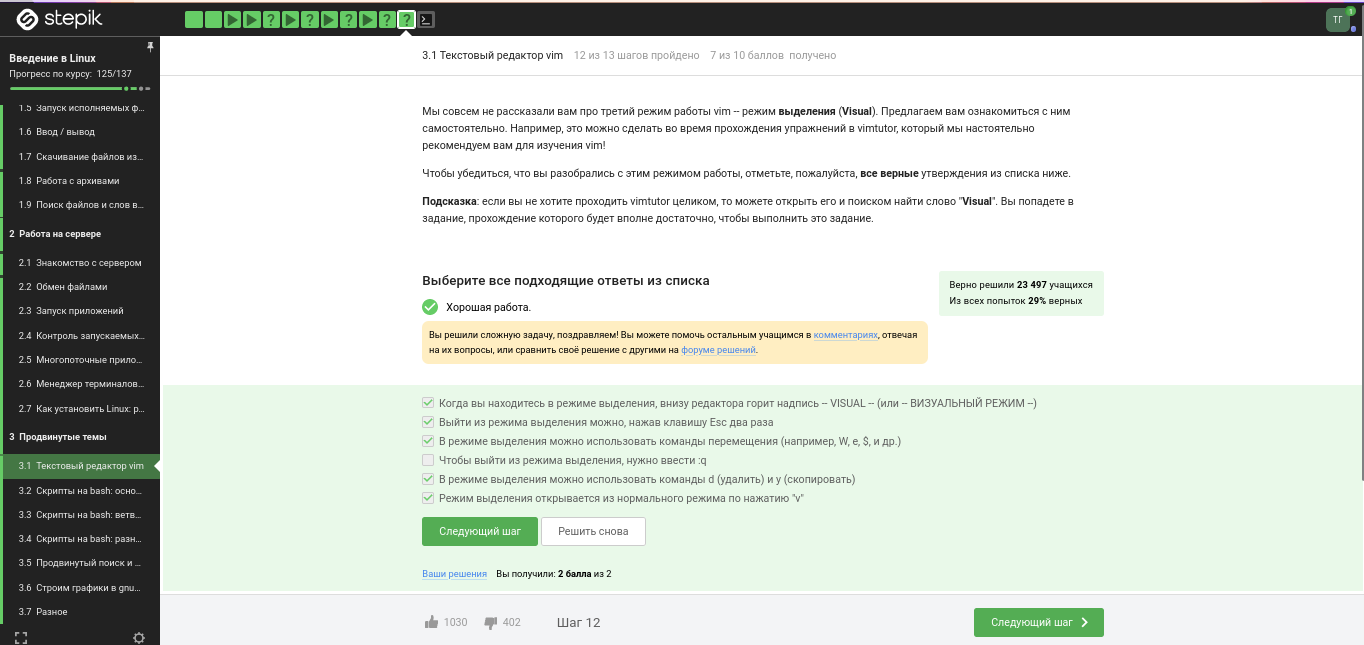 stepik
? ? ? ? ?
ТГ 1
Введение в Linux
Прогресс по курсу: 125/137
1.5 Запуск исполняемых ф...
1.6 Ввод / вывод
1.7 Скачивание файлов из...
1.8 Работа с архивами
1.9 Поиск файлов и слов в...
2 Работа на сервере
2.1 Знакомство с сервером
2.2 Обмен файлами
2.3 Запуск приложений
2.4 Контроль запускаемых...
2.5 Многопоточные прило...
2.6 Менеджер терминалов...
2.7 Как установить Linux: р...
3 Продвинутые темы
3.1 Текстовый редактор vim
3.2 Скрипты на bash: осно...
3.3 Скрипты на bash: ветв...
3.4 Скрипты на bash: разн...
3.5 Продвинутый поиск и ...
3.6 Строим графики в gnu...
3.7 Разное
3.1 Текстовый редактор vim 12 из 13 шагов пройдено 7 из 10 баллов получено
Мы совсем не рассказали вам про третий режим работы vim -- режим выделения (Visual). Предлагаем вам ознакомиться с ним
самостоятельно. Например, это можно сделать во время прохождения упражнений в vimtutor, который мы настоятельно
рекомендуем вам для изучения vim!
Чтобы убедиться, что вы разобрались с этим режимом работы, отметьте, пожалуйста, все верные утверждения из списка ниже.
Подсказка: если вы не хотите проходить vimtutor целиком, то можете открыть его и поиском найти слово "Visual". Вы попадете в
задание, прохождение которого будет вполне достаточно, чтобы выполнить это задание.
Выберите все подходящие ответы из списка
Верно решили 23 497 учащихся
Из всех попыток 29% верных
Хорошая работа.
Вы решили сложную задачу, поздравляем! Вы можете помочь остальным учащимся в комментариях, отвечая
на их вопросы, или сравнить своё решение с другими на форуме решений.
Когда вы находитесь в режиме выделения, внизу редактора горит надпись -- VISUAL -- (или -- ВИЗУАЛЬНЫЙ РЕЖИМ --)
Выйти из режима выделения можно, нажав клавишу Esc два раза
В режиме выделения можно использовать команды перемещения (например, W, e, $, и др.)
Чтобы выйти из режима выделения, нужно ввести :q
В режиме выделения можно использовать команды d (удалить) и y (скопировать)
Режим выделения открывается из нормального режима по нажатию "v"
Следующий шаг Решить снова
Ваши решения Вы получили: 2 балла из 2
1030 402 Шаг 12 Следующий шаг